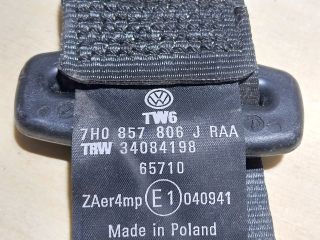 TW6
7H0 857 806 J RAA
TRW 34084198
65710
ZAer4mp E1 040941
Made in Poland